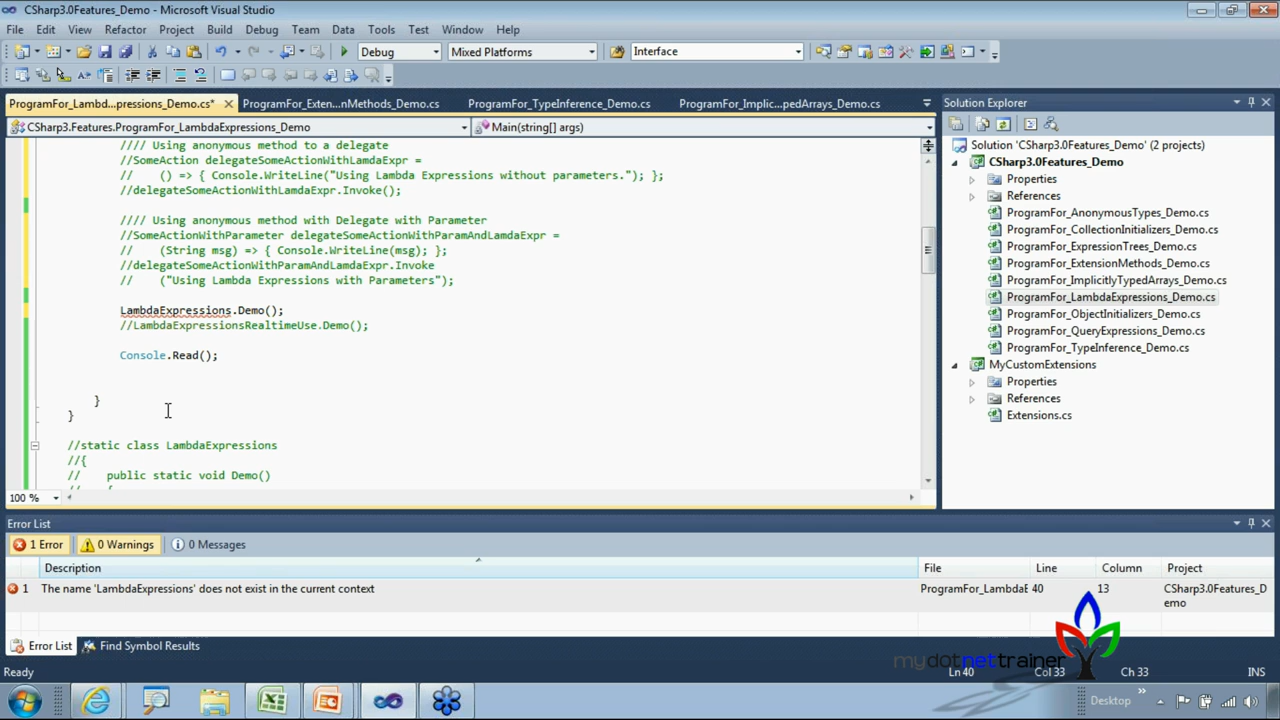 CSharp3.0Features_Demo - Microsoft Visual Studio
File Edit View Refactor Project Build Debug Team Data Tools Test Window Help
Debug Mixed Platforms Interface
ProgramFor_Lambd...pressions_Demo.cs* ProgramFor_Exten...nMethods_Demo.cs ProgramFor_TypeInference_Demo.cs ProgramFor_Implic...pedArrays_Demo.cs
CSharp3.Features.ProgramFor_LambdaExpressions_Demo Main(string[] args)
//// Using anonymous method to a delegate
//SomeAction delegateSomeActionWithLamdaExpr =
// () => { Console.WriteLine("Using Lambda Expressions without parameters."); };
//delegateSomeActionWithLamdaExpr.Invoke();
//// Using anonymous method with Delegate with Parameter
//SomeActionWithParameter delegateSomeActionWithParamAndLamdaExpr =
// (String msg) => { Console.WriteLine(msg); };
//delegateSomeActionWithParamAndLamdaExpr.Invoke
// ("Using Lambda Expressions with Parameters");
LambdaExpressions.Demo();
//LambdaExpressionsRealtimeUse.Demo();
Console.Read();
}
}
//static class LambdaExpressions
//{
// public static void Demo()
// {
100 %
Solution Explorer
Solution 'CSharp3.0Features_Demo' (2 projects)
CSharp3.0Features_Demo
Properties
References
ProgramFor_AnonymousTypes_Demo.cs
ProgramFor_CollectionInitializers_Demo.cs
ProgramFor_ExpressionTrees_Demo.cs
ProgramFor_ExtensionMethods_Demo.cs
ProgramFor_ImplicitlyTypedArrays_Demo.cs
ProgramFor_LambdaExpressions_Demo.cs
ProgramFor_ObjectInitializers_Demo.cs
ProgramFor_QueryExpressions_Demo.cs
ProgramFor_TypeInference_Demo.cs
MyCustomExtensions
Properties
References
Extensions.cs
Error List
1 Error 0 Warnings 0 Messages
Description File Line Column Project
1 The name 'LambdaExpressions' does not exist in the current context ProgramFor_LambdaE 40 13 CSharp3.0Features_D
emo
Error List Find Symbol Results
mydotnettrainer
Ready Ln 40 Col 33 Ch 33 INS
Desktop